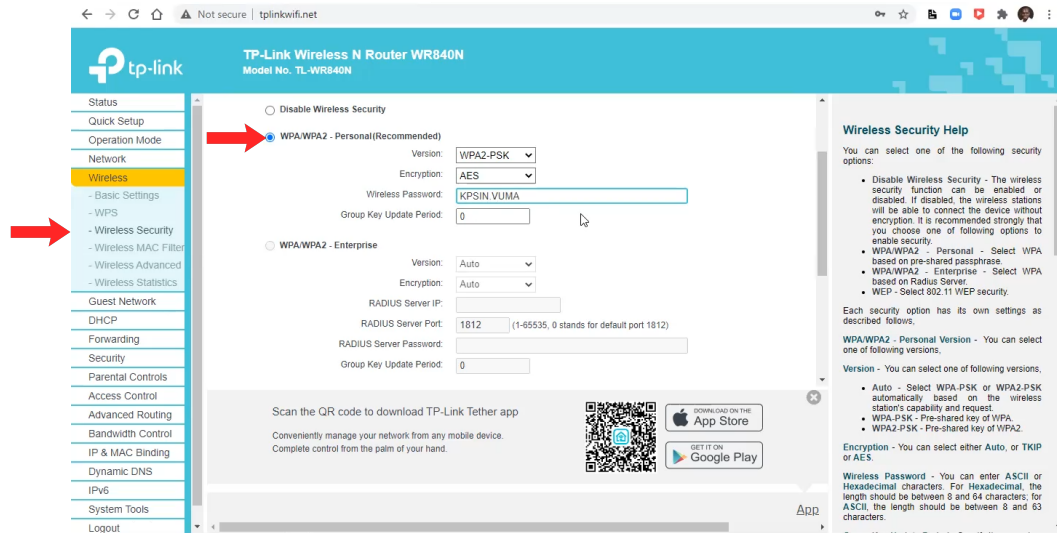 Not secure | tplinkwifi.net
tp-link
TP-Link Wireless N Router WR840N
Model No. TL-WR840N
Status
Quick Setup
Operation Mode
Network
Wireless
- Basic Settings
- WPS
- Wireless Security
- Wireless MAC Filter
- Wireless Advanced
- Wireless Statistics
Guest Network
DHCP
Forwarding
Security
Parental Controls
Access Control
Advanced Routing
Bandwidth Control
IP & MAC Binding
Dynamic DNS
IPv6
System Tools
Logout
Disable Wireless Security
WPA/WPA2 - Personal(Recommended)
Version: WPA2-PSK
Encryption: AES
Wireless Password: KPSIN.VUMA
Group Key Update Period: 0
WPA/WPA2 - Enterprise
Version: Auto
Encryption: Auto
RADIUS Server IP:
RADIUS Server Port: 1812 (1-65535, 0 stands for default port 1812)
RADIUS Server Password:
Group Key Update Period: 0
Scan the QR code to download TP-Link Tether app
Conveniently manage your network from any mobile device.
Complete control from the palm of your hand.
DOWNLOAD ON THE
App Store
GET IT ON
Google Play
App
Wireless Security Help
You can select one of the following security
options:
• Disable Wireless Security - The wireless
security function can be enabled or
disabled. If disabled, the wireless stations
will be able to connect the device without
encryption. It is recommended strongly that
you choose one of following options to
enable security.
• WPA/WPA2 - Personal - Select WPA
based on pre-shared passphrase.
• WPA/WPA2 - Enterprise - Select WPA
based on Radius Server.
• WEP - Select 802.11 WEP security.
Each security option has its own settings as
described follows,
WPA/WPA2 - Personal Version - You can select
one of following versions,
Version - You can select one of following versions,
• Auto - Select WPA-PSK or WPA2-PSK
automatically based on the wireless
station's capability and request.
• WPA-PSK - Pre-shared key of WPA.
• WPA2-PSK - Pre-shared key of WPA2.
Encryption - You can select either Auto, or TKIP
or AES.
Wireless Password - You can enter ASCII or
Hexadecimal characters. For Hexadecimal, the
length should be between 8 and 64 characters; for
ASCII, the length should be between 8 and 63
characters.